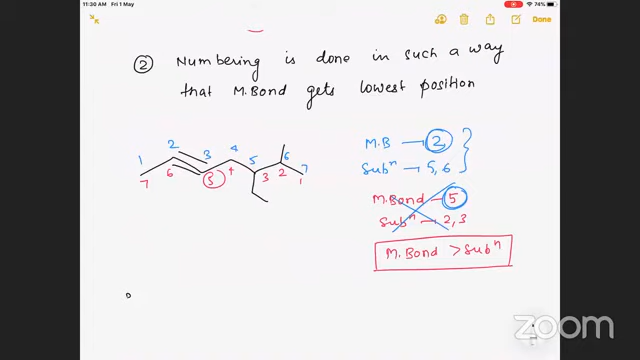 11:20 AM Fri 1 May
74%
Done
② Numbering is done in such a way
that M.Bond gets lowest position
1 2 3 4 5 6 7
7 6 5 4 3 2 1
M.B → 2
Subⁿ → 5, 6
M.Bond → 5
Subⁿ → 2, 3
M.Bond > Subⁿ
zoom